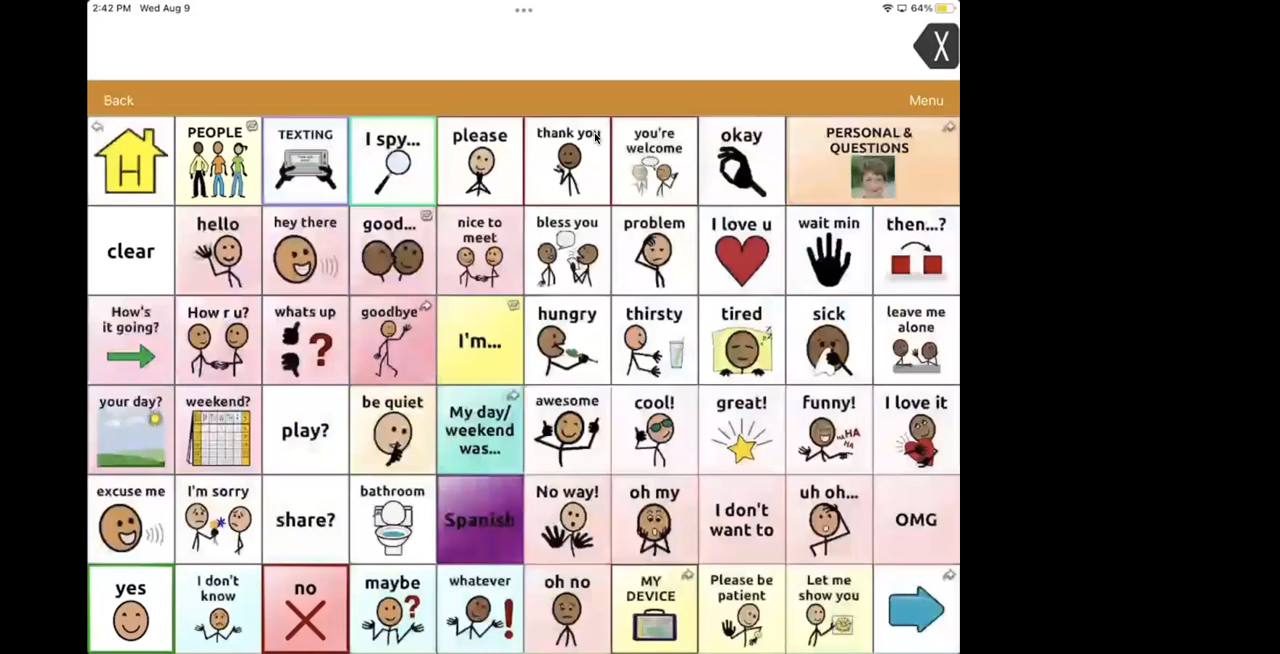 2:42 PM Wed Aug 9
64%
X
Back
Menu
H
PEOPLE
TEXTING
I spy...
please
thank you
you're
welcome
okay
PERSONAL &
QUESTIONS
clear
hello
hey there
good...
nice to
meet
bless you
problem
I love u
wait min
then...?
How's
it going?
How r u?
whats up
goodbye
I'm...
hungry
thirsty
tired
sick
leave me
alone
your day?
weekend?
play?
be quiet
My day/
weekend
was...
awesome
cool!
great!
funny!
HA HA HA
I love it
excuse me
I'm sorry
share?
bathroom
Spanish
No way!
oh my
I don't
want to
uh oh...
OMG
yes
I don't
know
no
maybe
whatever
oh no
MY
DEVICE
Please be
patient
Let me
show you